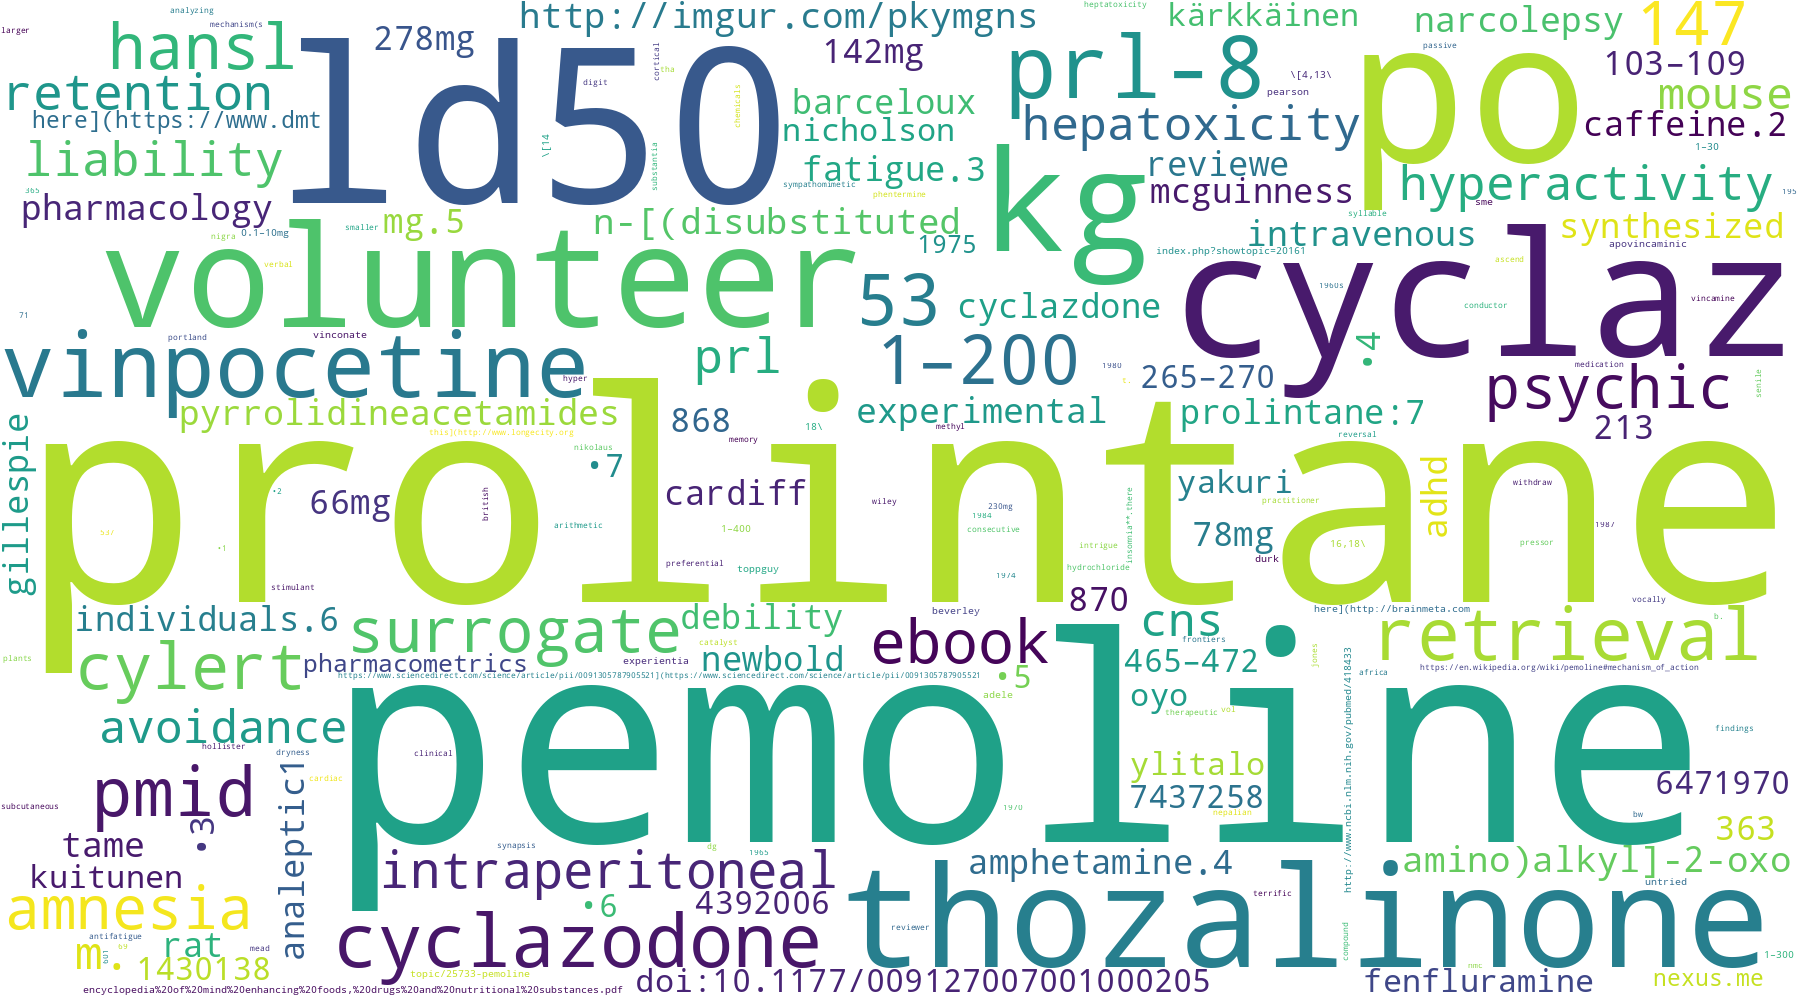 analyzing
mechanism(s
http://imgur.com/pkymgns
heptatoxicity
kärkkäinen
narcolepsy
147
larger
hansl
278mg
ld50
cortical
tha
142mg
prl-8
passive
po
103–109
retention
digit
chemicals
\[4,13\
pearson
mouse
here](https://www.dmt
barceloux
hepatoxicity
caffeine.2
nicholson
\[14
substantia
liability
fatigue.3
kg
reviewe
1–30
365
sympathomimetic
phentermine
mcguinness
hyperactivity
195
pharmacology
mg.5
n-[(disubstituted
sme
syllable
smaller
nigra
0.1–10mg
1975
intravenous
synthesized
index.php?showtopic=20161
apovincaminic
volunteer
verbal
cyclaz
ascend
53
cyclazdone
1960s
conductor
vincamine
71
portland
vinconate
vinpocetine
prl
1–200
•4
1980
265–270
t.
medication
psychic
senile
hyper
pyrrolidineacetamides
868
experimental
prolintane:7
213
this](http://www.longecity.org
18\
methyl
memory
reversal
gillespie
prolintane
nikolaus
•7
yakuri
adhd
withdraw
•2
66mg
british
cardiff
wiley
230mg
practitioner
1984
insomnia**.there
53/
arithmetic
1–400
consecutive
78mg
1987
•1
intrigue
16,18\
pressor
preferential
toppguy
durk
hydrochloride
1974
stimulant
870
individuals.6
surrogate
debility
beverley
ebook
cns
here](http://brainmeta.com
vocally
b.
retrieval
catalyst
frontiers
plants
cylert
pharmacometrics
experientia
newbold
465–472
jones
https://en.wikipedia.org/wiki/pemoline#mechanism_of_action
https://www.sciencedirect.com/science/article/pii/0091305787905521](https://www.sciencedirect.com/science/article/pii/0091305787905521
•5
africa
adele
oyo
pemoline
therapeutic
vol
http://www.ncbi.nlm.nih.gov/pubmed/418433
avoidance
hollister
dryness
clinical
findings
pmid
analeptic1
cardiac
ylitalo
6471970
7437258
subcutaneous
1970
nepalian
bw
•3
363
tame
synapsis
1965
dg
kuitunen
intraperitoneal
amphetamine.4
amino)alkyl]-2-oxo
untried
amnesia
•6
4392006
terrific
thozalinone
cyclazodone
reviewer
compound
antifatigue
69
mead
m.
rat
1430138
topic/25733-pemoline
nmc
1–300
encyclopedia%20of%20mind%20enhancing%20foods,%20drugs%20and%20nutritional%20substances.pdf
doi:10.1177/009127007001000205
fenfluramine
nexus.me